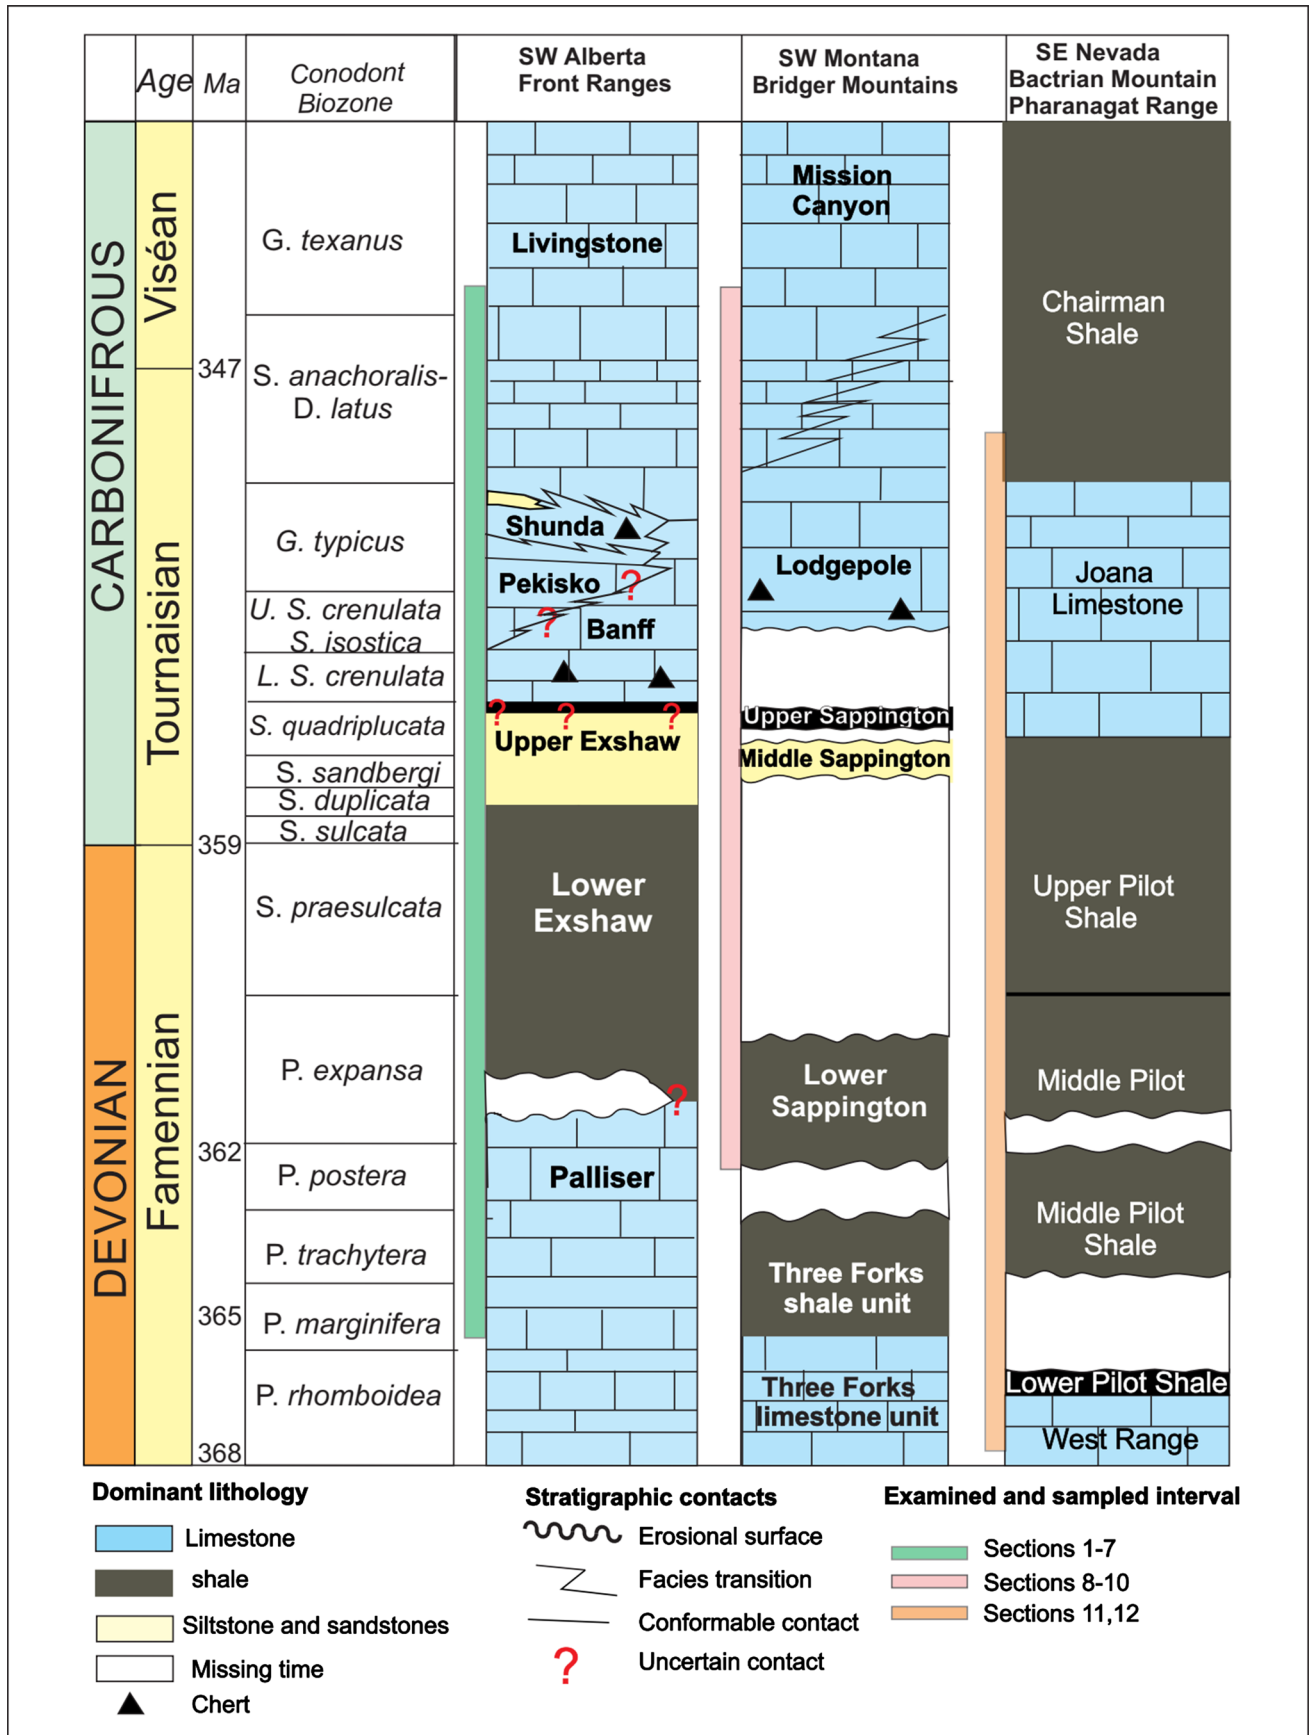 Age
Ma
Conodont
Biozone
SW Alberta
Front Ranges
SW Montana
Bridger Mountains
SE Nevada
Bactrian Mountain
Pharanagat Range
CARBONIFROUS
DEVONIAN
Viséan
Tournaisian
Famennian
347
359
362
365
368
G. texanus
S. anachoralis-
D. latus
G. typicus
U. S. crenulata
S. isostica
L. S. crenulata
S. quadriplucata
S. sandbergi
S. duplicata
S. sulcata
S. praesulcata
P. expansa
P. postera
P. trachytera
P. marginifera
P. rhomboidea
Livingstone
Shunda
Pekisko
?
?
Banff
? ? ?
Upper Exshaw
Lower
Exshaw
?
Palliser
Mission
Canyon
Lodgepole
Upper Sappington
Middle Sappington
Lower
Sappington
Three Forks
shale unit
Three Forks
limestone unit
Chairman
Shale
Joana
Limestone
Upper Pilot
Shale
Middle Pilot
Middle Pilot
Shale
Lower Pilot Shale
West Range
Dominant lithology
Limestone
shale
Siltstone and sandstones
Missing time
Chert
Stratigraphic contacts
Erosional surface
Facies transition
Conformable contact
? Uncertain contact
Examined and sampled interval
Sections 1-7
Sections 8-10
Sections 11,12